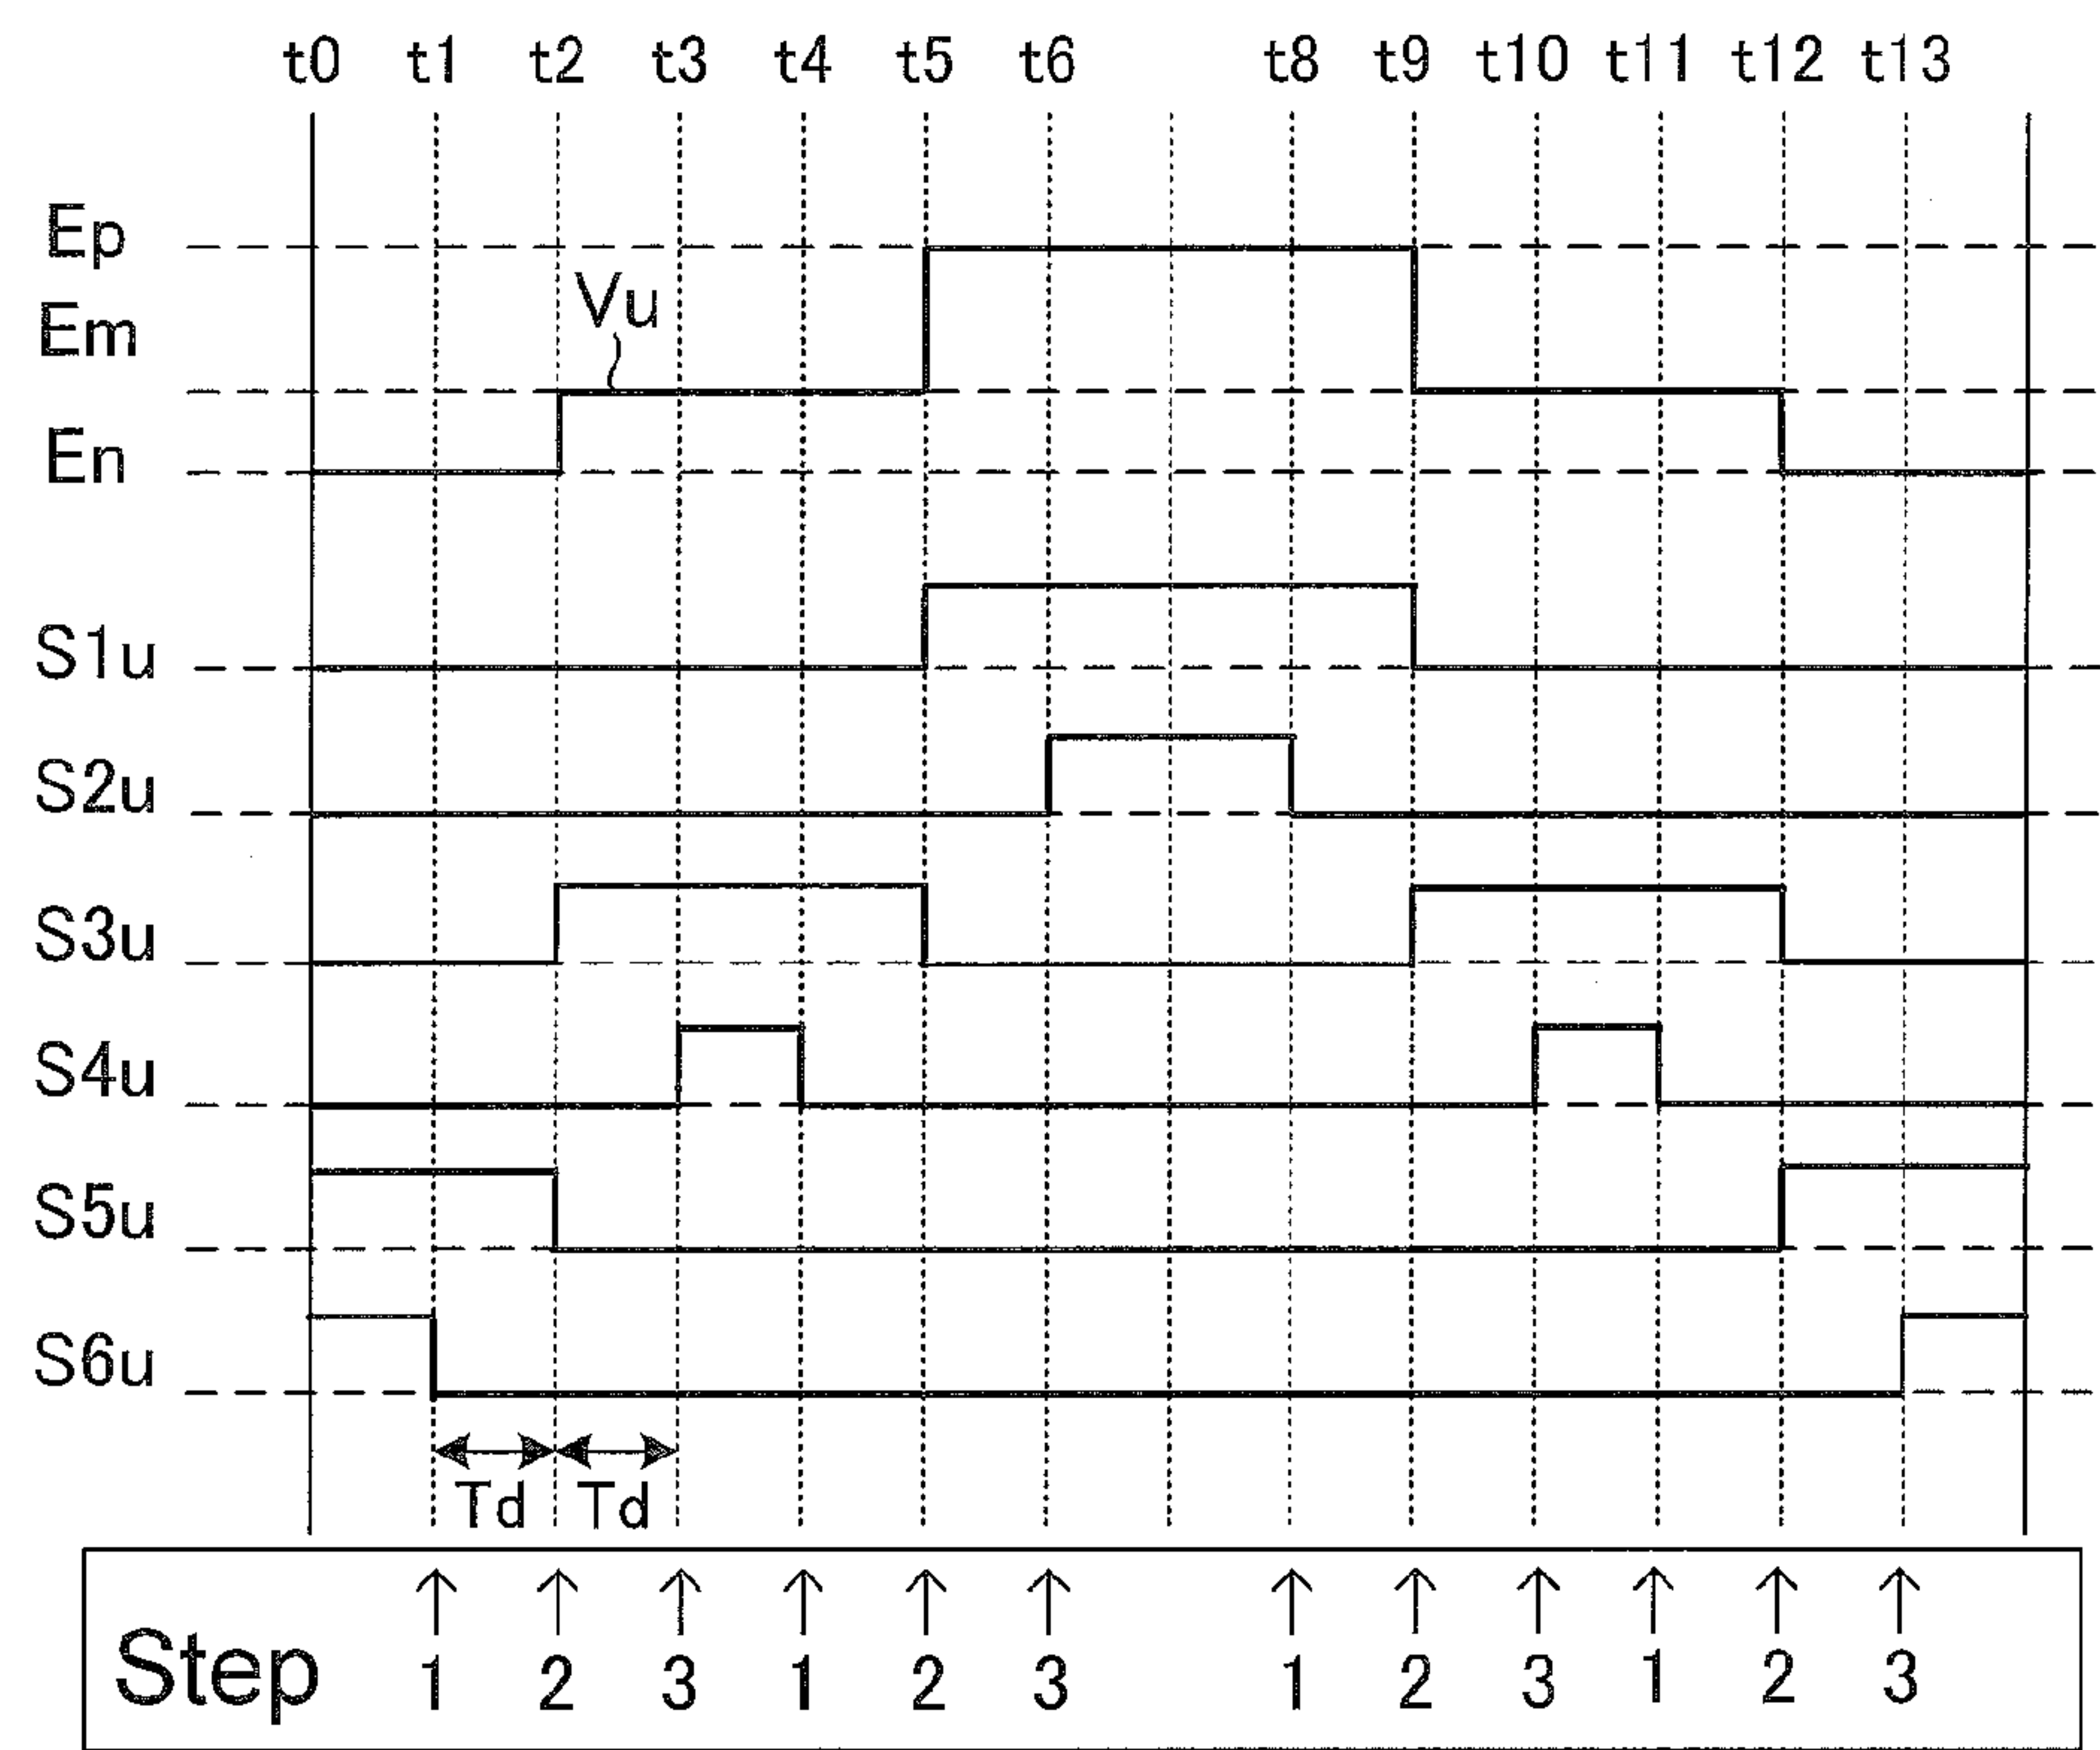 t0 t1 t2 t3 t4 t5 t6 t8 t9 t10 t11 t12 t13
Ep
Vu
Em
En
S1u
S2u
S3u
S4u
S5u
S6u
Td Td
Step 1 2 3 1 2 3 1 2 3 1 2 3